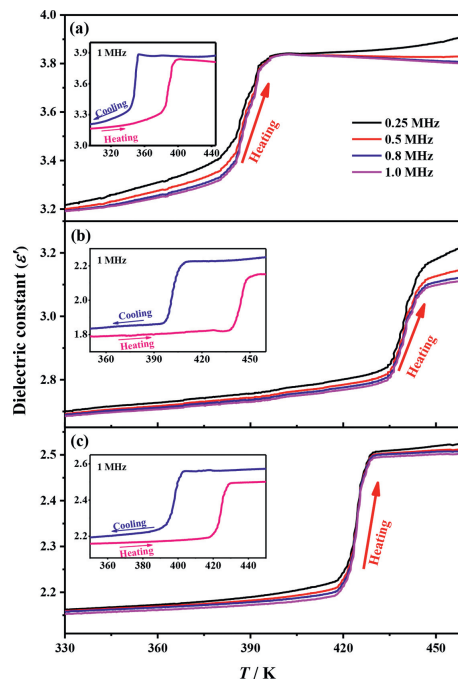 Dielectric constant (ε′)
(a)
4.0
3.8
3.6
3.4
3.2
1 MHz
3.9
3.6
3.3
3.0
Cooling
Heating
320 360 400 440
Heating
0.25 MHz
0.5 MHz
0.8 MHz
1.0 MHz
(b)
3.2
3.0
2.8
1 MHz
2.2
2.0
1.8
Cooling
Heating
360 390 420 450
Heating
(c)
2.5
2.4
2.3
2.2
1 MHz
2.6
2.4
2.2
Cooling
Heating
360 380 400 420 440
Heating
330 360 390 420 450
T / K